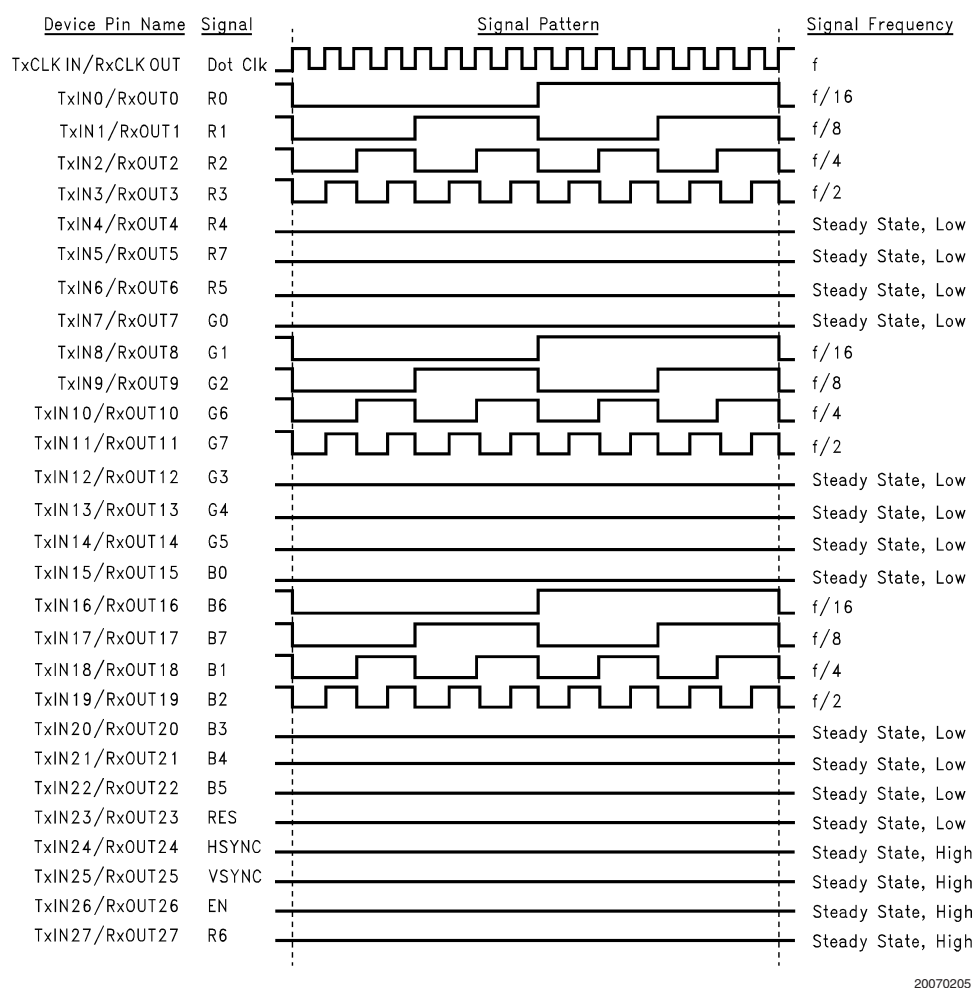 Device Pin Name Signal Signal Pattern Signal Frequency
TxCLK IN/RxCLK OUT Dot Clk f
TxIN0/RxOUT0 R0 f/16
TxIN1/RxOUT1 R1 f/8
TxIN2/RxOUT2 R2 f/4
TxIN3/RxOUT3 R3 f/2
TxIN4/RxOUT4 R4 Steady State, Low
TxIN5/RxOUT5 R7 Steady State, Low
TxIN6/RxOUT6 R5 Steady State, Low
TxIN7/RxOUT7 G0 Steady State, Low
TxIN8/RxOUT8 G1 f/16
TxIN9/RxOUT9 G2 f/8
TxIN10/RxOUT10 G6 f/4
TxIN11/RxOUT11 G7 f/2
TxIN12/RxOUT12 G3 Steady State, Low
TxIN13/RxOUT13 G4 Steady State, Low
TxIN14/RxOUT14 G5 Steady State, Low
TxIN15/RxOUT15 B0 Steady State, Low
TxIN16/RxOUT16 B6 f/16
TxIN17/RxOUT17 B7 f/8
TxIN18/RxOUT18 B1 f/4
TxIN19/RxOUT19 B2 f/2
TxIN20/RxOUT20 B3 Steady State, Low
TxIN21/RxOUT21 B4 Steady State, Low
TxIN22/RxOUT22 B5 Steady State, Low
TxIN23/RxOUT23 RES Steady State, Low
TxIN24/RxOUT24 HSYNC Steady State, High
TxIN25/RxOUT25 VSYNC Steady State, High
TxIN26/RxOUT26 EN Steady State, High
TxIN27/RxOUT27 R6 Steady State, High
20070205